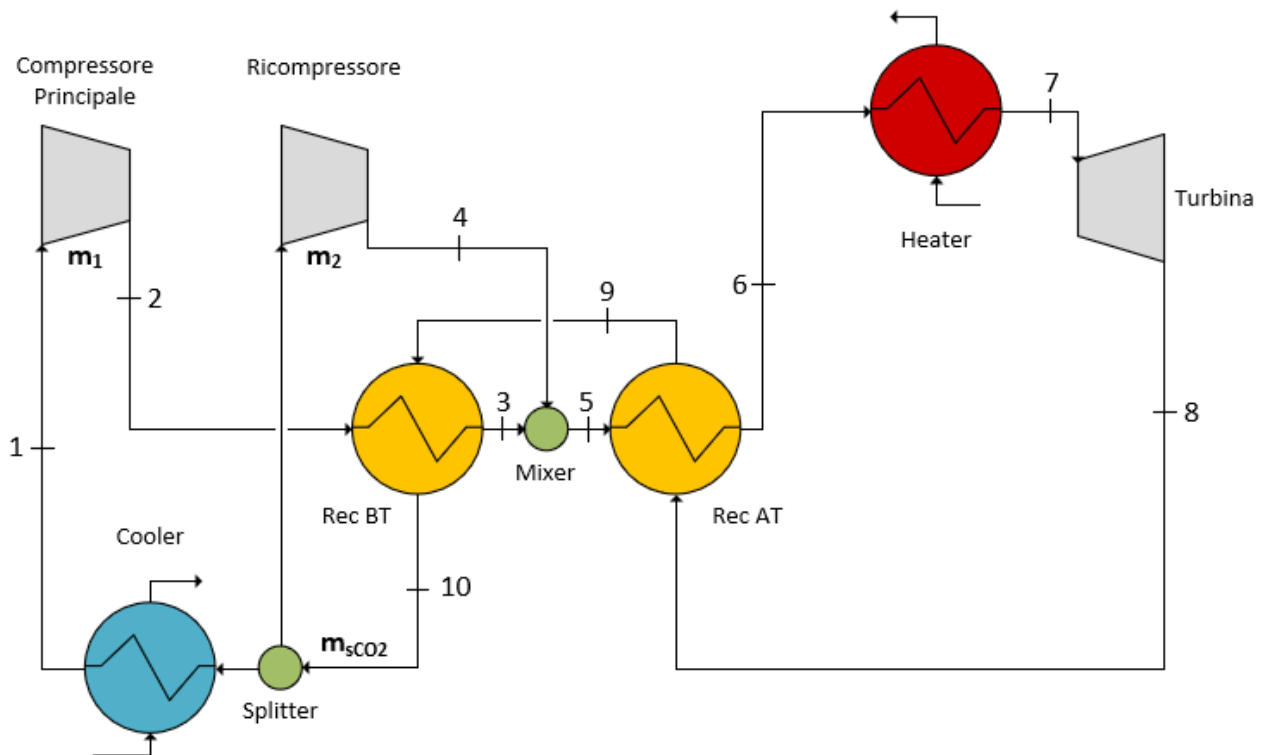 Compressore
Principale
Ricompressore
7
Turbina
4
Heater
m1
m2
2
6
9
3
5
8
1
Mixer
Rec BT
Rec AT
Cooler
10
msCO2
Splitter